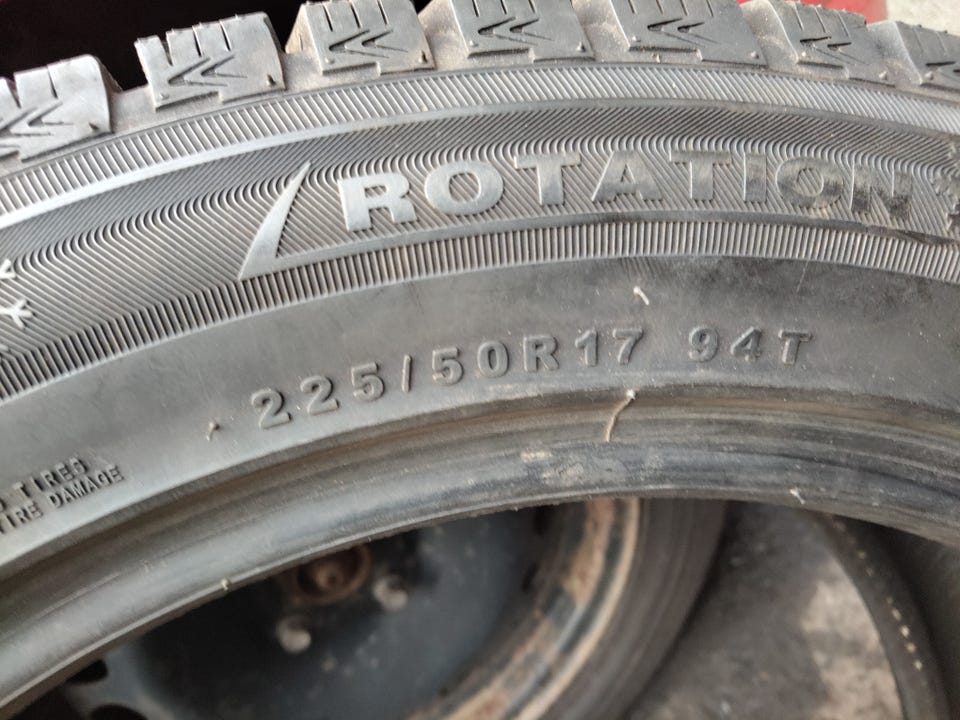 ROTATION
225/50R17 94T
TIRES
TIRE DAMAGE